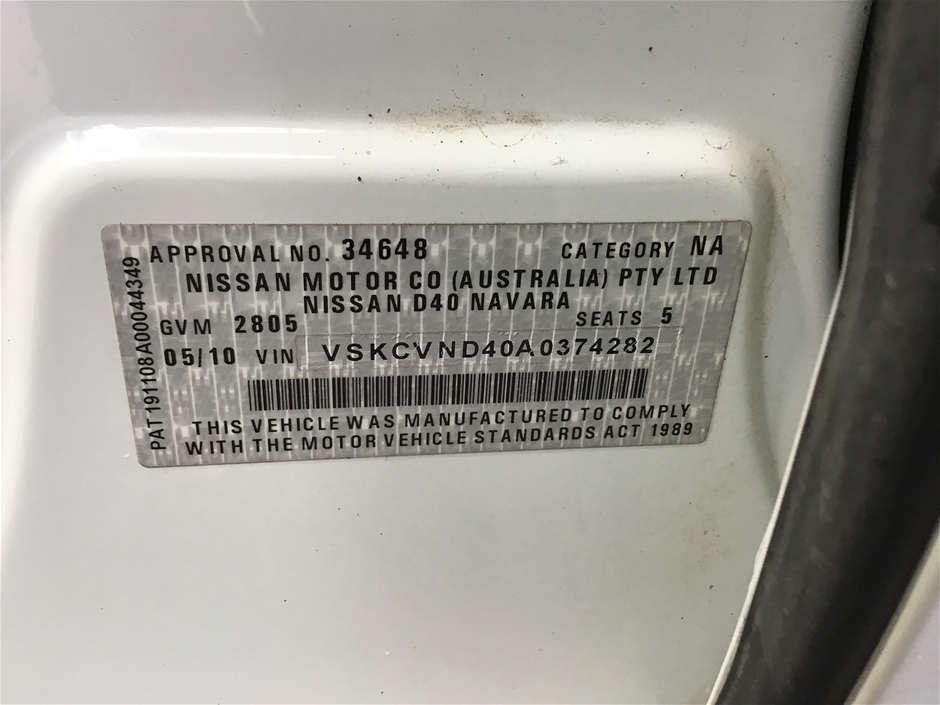 APPROVAL NO. 34648 CATEGORY NA
NISSAN MOTOR CO (AUSTRALIA) PTY LTD
NISSAN D40 NAVARA
GVM 2805 SEATS 5
05/10 VIN VSKCVND40A0374282
THIS VEHICLE WAS MANUFACTURED TO COMPLY
WITH THE MOTOR VEHICLE STANDARDS ACT 1989
PAT191108A00044349